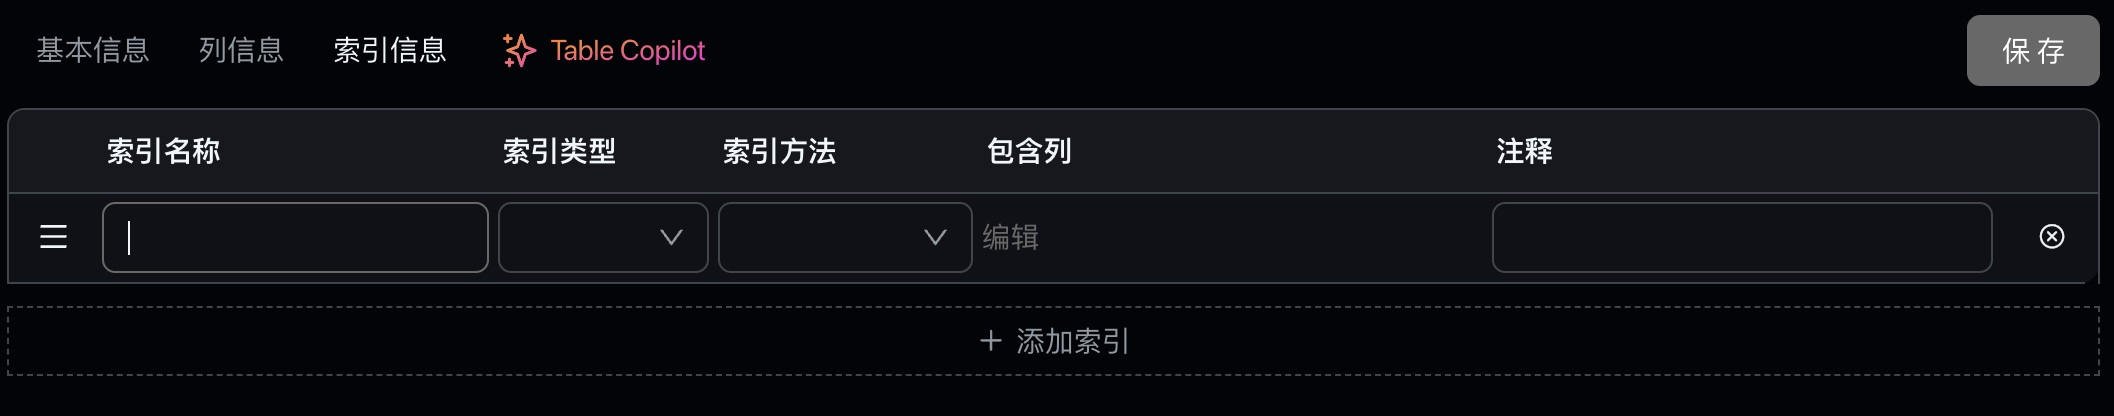 基本信息 列信息 索引信息 Table Copilot 保存
索引名称 索引类型 索引方法 包含列 注释
编辑
+ 添加索引